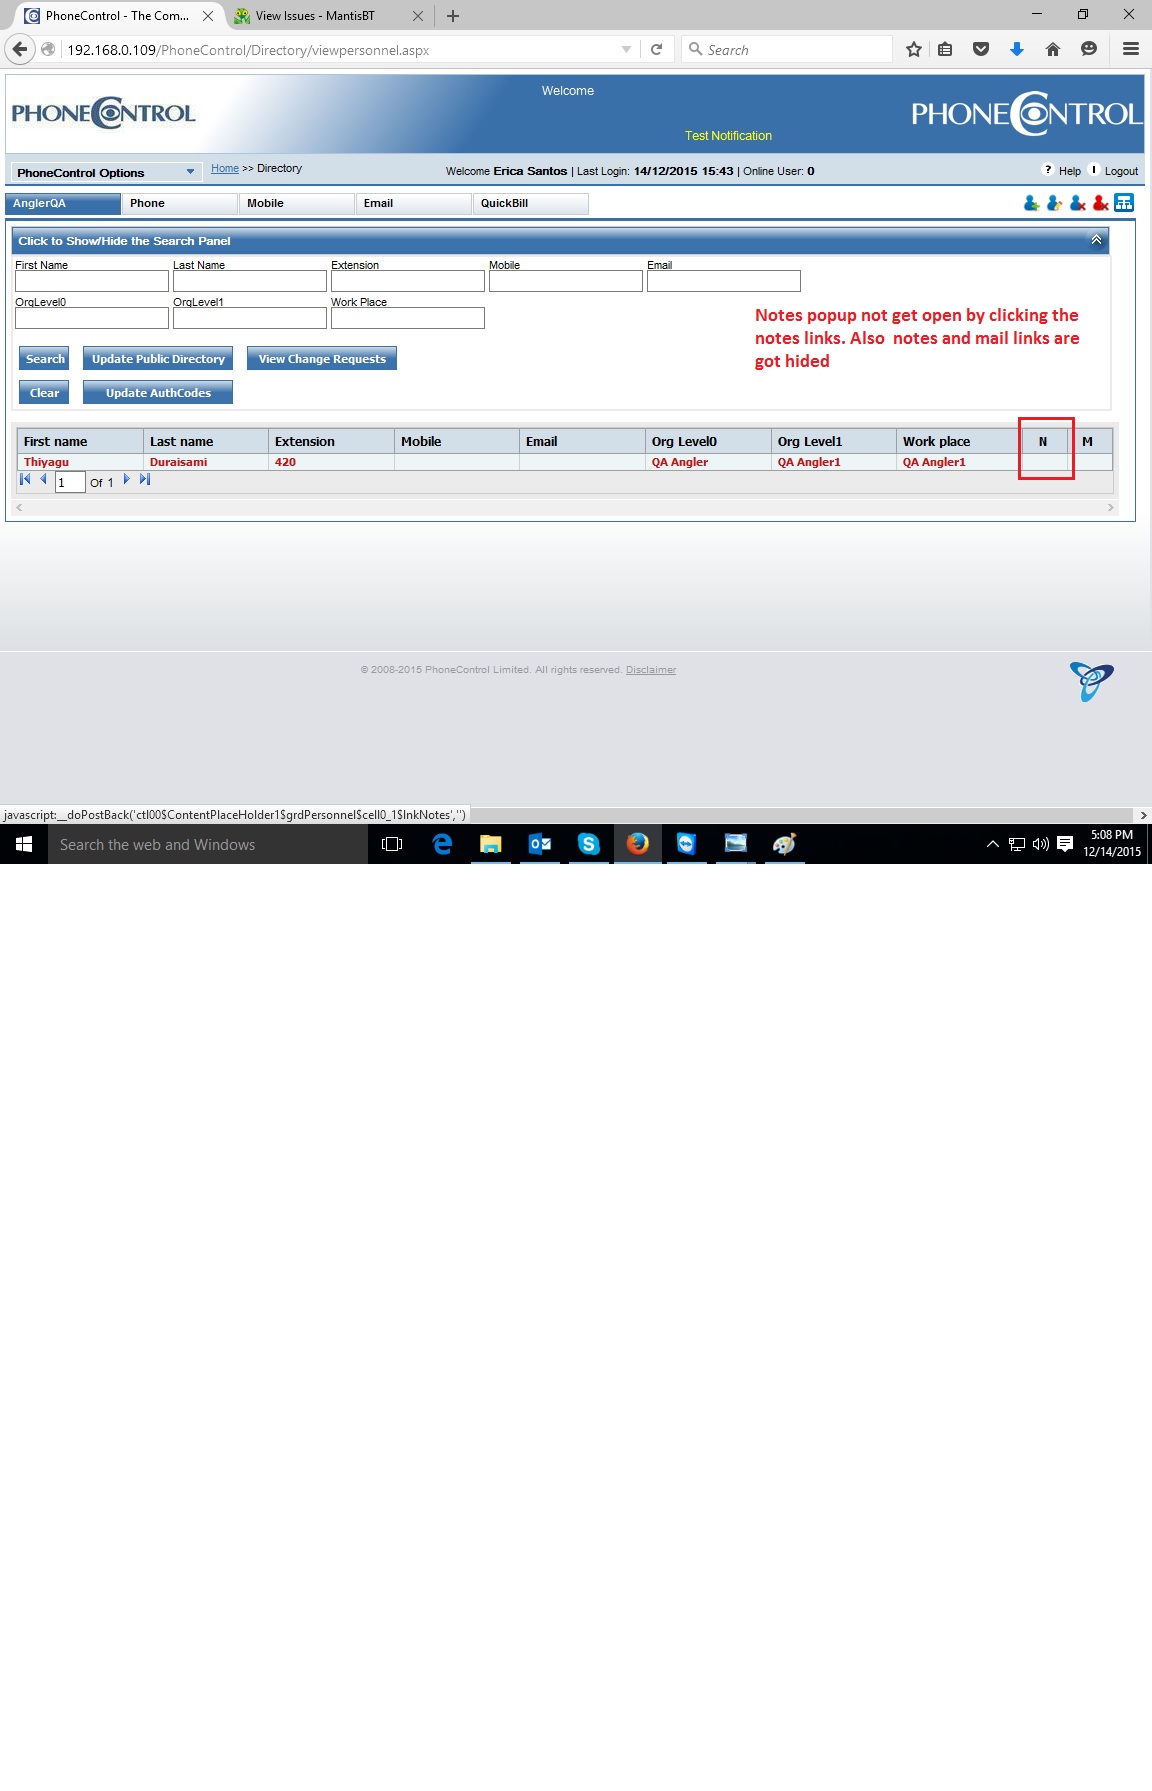 PhoneControl - The Com...
View Issues - MantisBT
192.168.0.109/PhoneControl/Directory/viewpersonnel.aspx
Search
Welcome
PHONECONTROL
PHONECONTROL
Test Notification
PhoneControl Options
Home >> Directory
Welcome Erica Santos | Last Login: 14/12/2015 15:43 | Online User: 0
? Help
Logout
AnglerQA Phone Mobile Email QuickBill
Click to Show/Hide the Search Panel
First Name Last Name Extension Mobile Email
OrgLevel0 OrgLevel1 Work Place
Notes popup not get open by clicking the
notes links. Also notes and mail links are
got hided
Search Update Public Directory View Change Requests
Clear Update AuthCodes
First name Last name Extension Mobile Email Org Level0 Org Level1 Work place N M
Thiyagu Duraisami 420 QA Angler QA Angler1 QA Angler1
1 Of 1
© 2008-2015 PhoneControl Limited. All rights reserved. Disclaimer
javascript:__doPostBack('ctl00$ContentPlaceHolder1$grdPersonnel$cell0_1$lnkNotes','')
Search the web and Windows
5:08 PM
12/14/2015